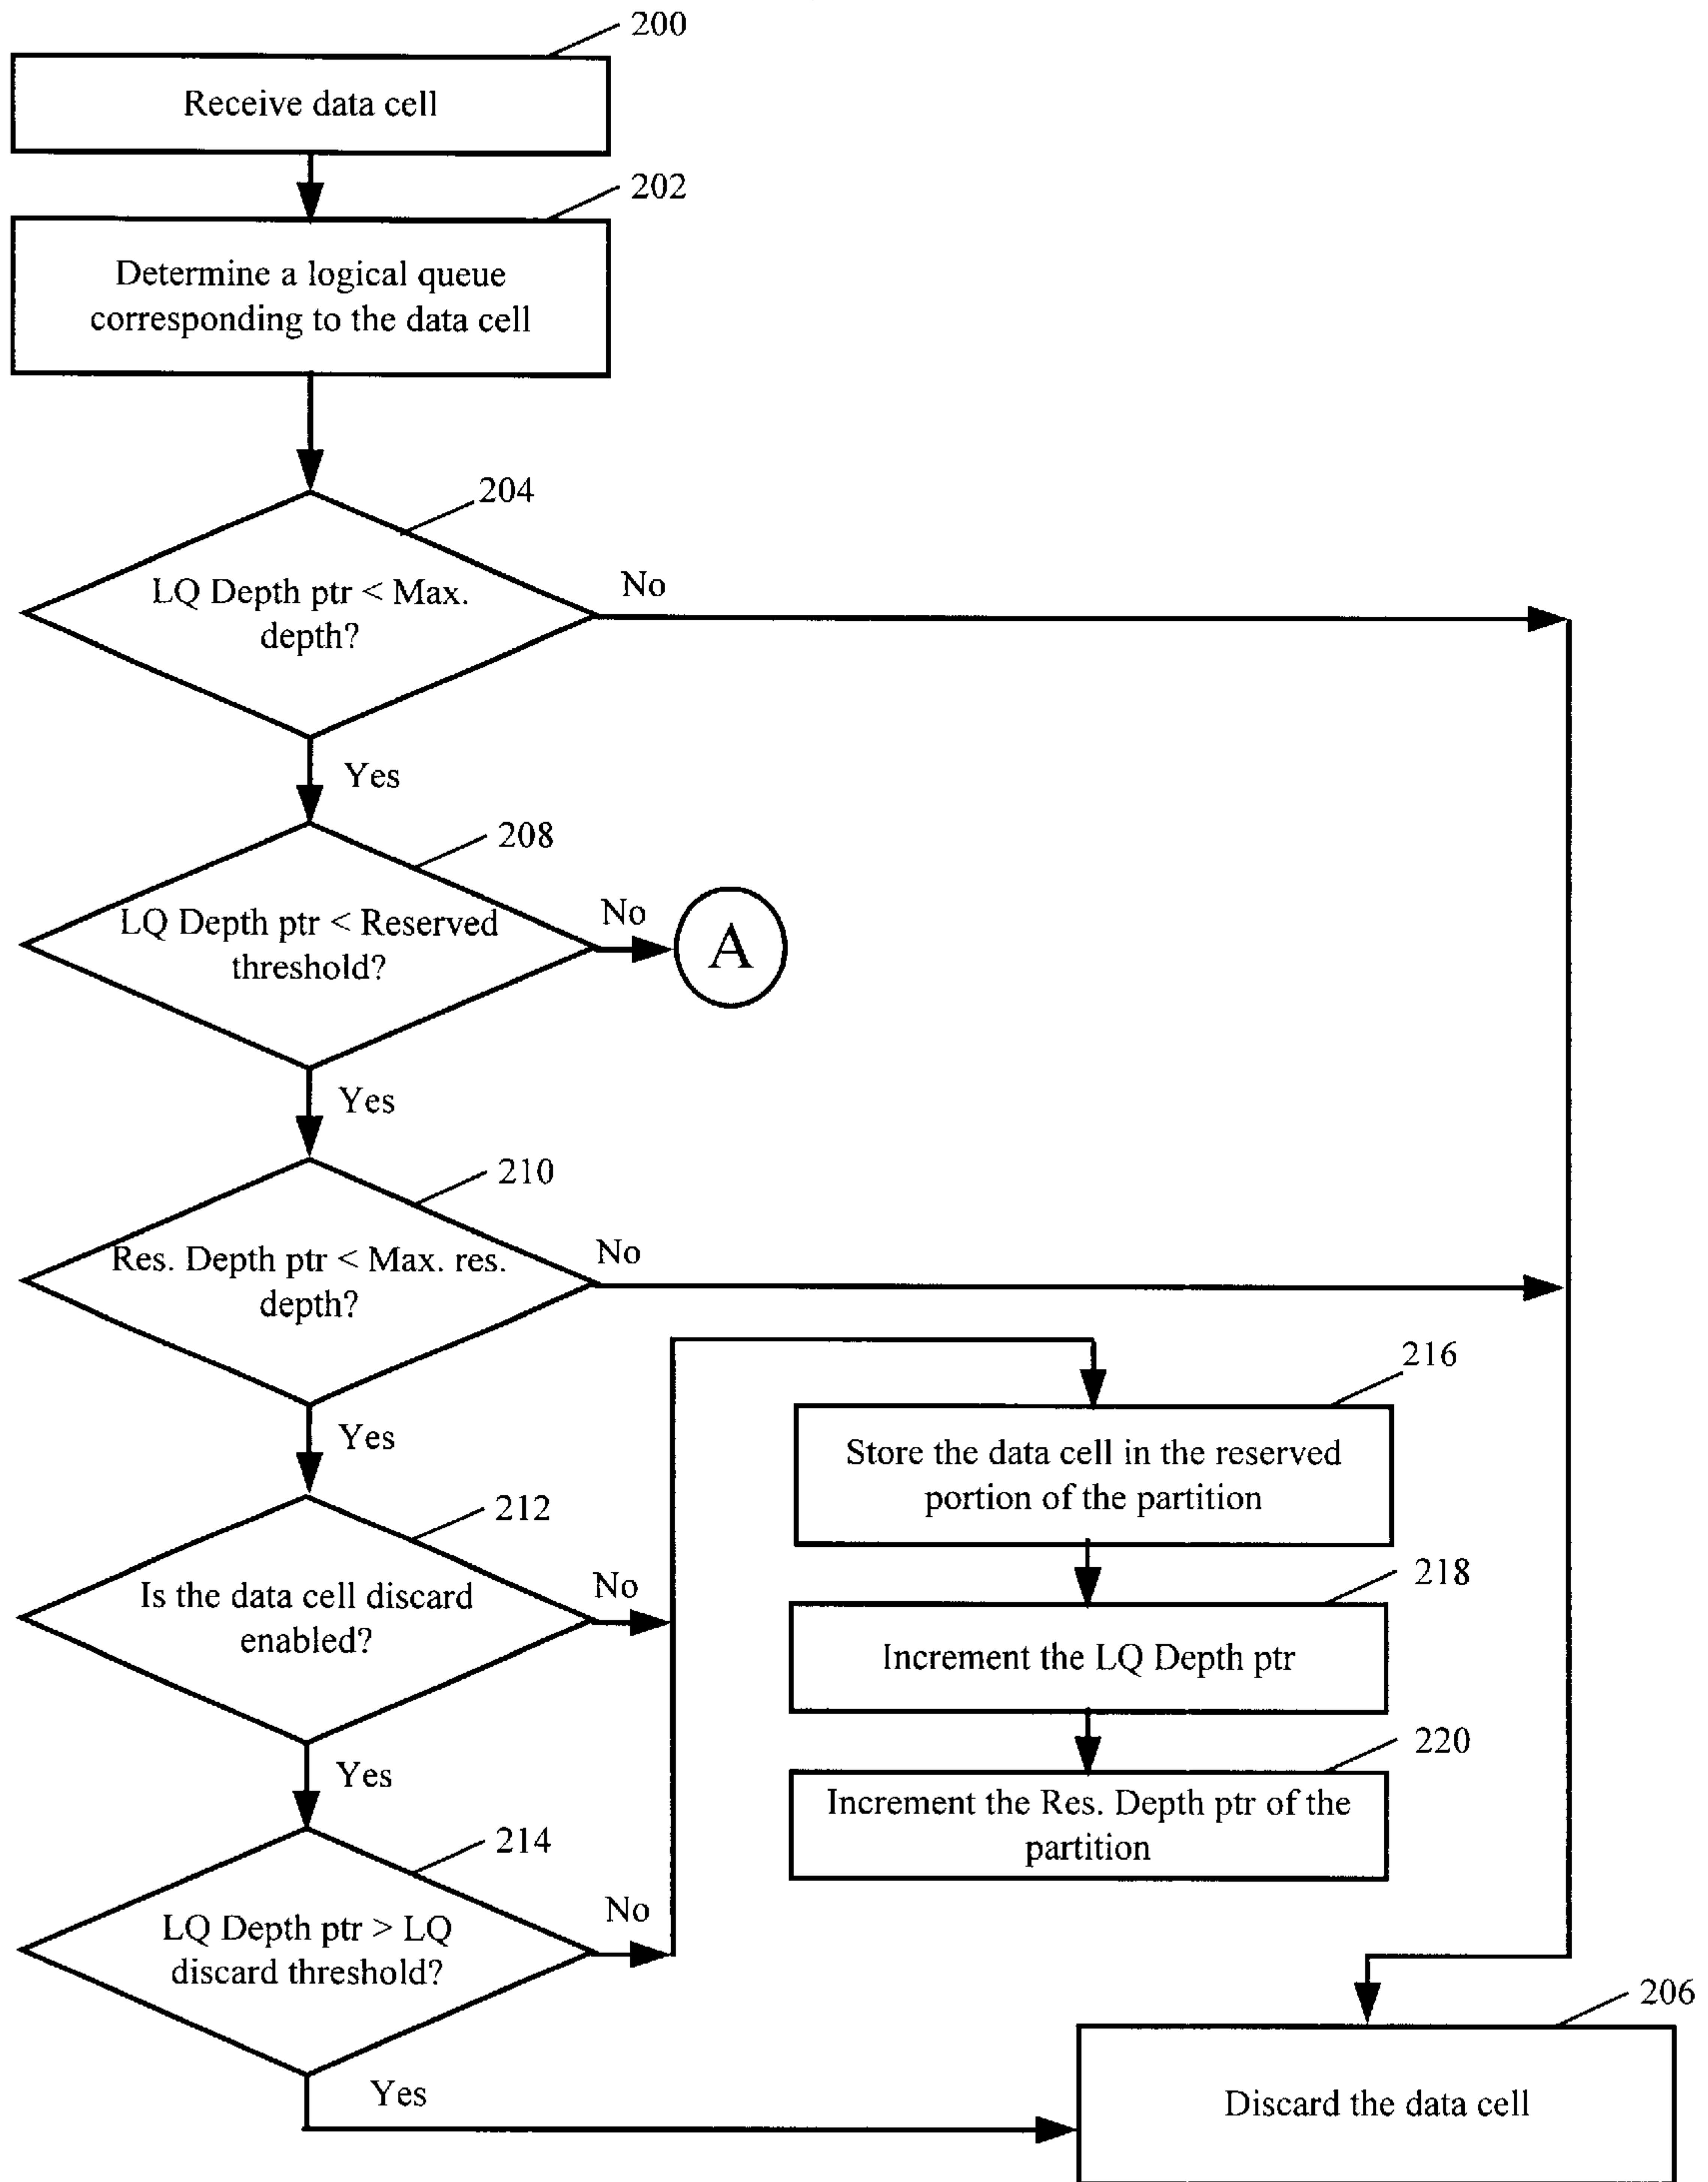 200
Receive data cell
202
Determine a logical queue
corresponding to the data cell
204
LQ Depth ptr < Max.
depth?
No
Yes
208
LQ Depth ptr < Reserved
threshold?
No
A
Yes
210
Res. Depth ptr < Max. res.
depth?
No
Yes
216
Store the data cell in the reserved
portion of the partition
212
Is the data cell discard
enabled?
No
218
Increment the LQ Depth ptr
Yes
220
Increment the Res. Depth ptr of the
partition
214
LQ Depth ptr > LQ
discard threshold?
No
Yes
206
Discard the data cell